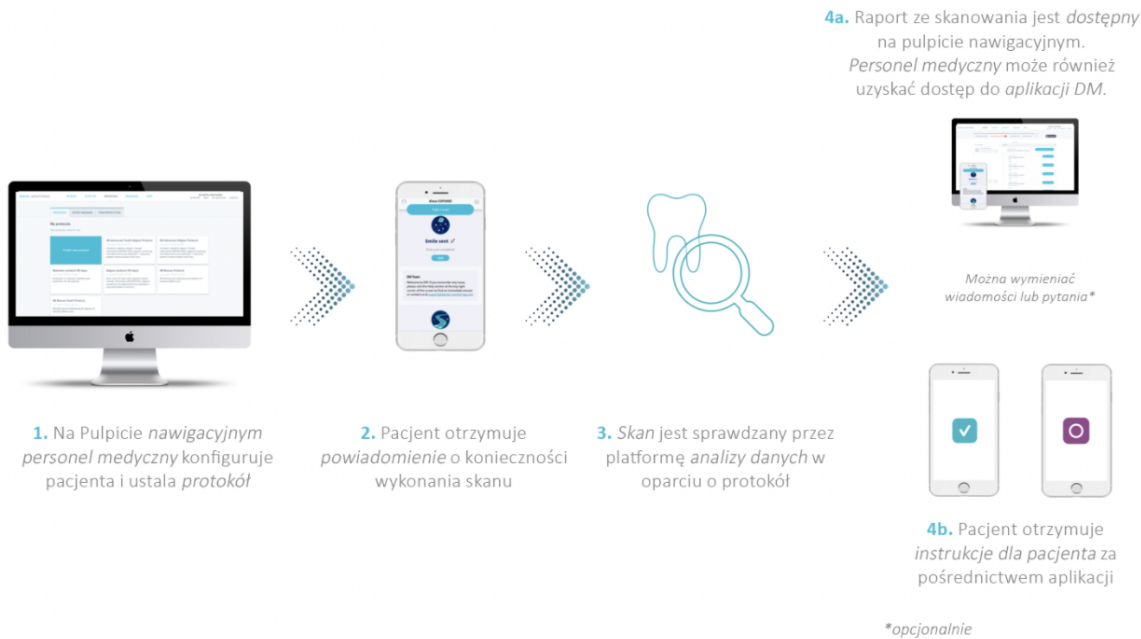 4a. Raport ze skanowania jest dostępny
na pulpicie nawigacyjnym.
Personel medyczny może również
uzyskać dostęp do aplikacji DM.
Smile cent
Można wymieniać
wiadomości lub pytania*
1. Na Pulpicie nawigacyjnym
personel medyczny konfiguruje
pacjenta i ustala protokół
2. Pacjent otrzymuje
powiadomienie o konieczności
wykonania skanu
3. Skan jest sprawdzany przez
platformę analizy danych w
oparciu o protokół
4b. Pacjent otrzymuje
instrukcje dla pacjenta za
pośrednictwem aplikacji
*opcjonalnie